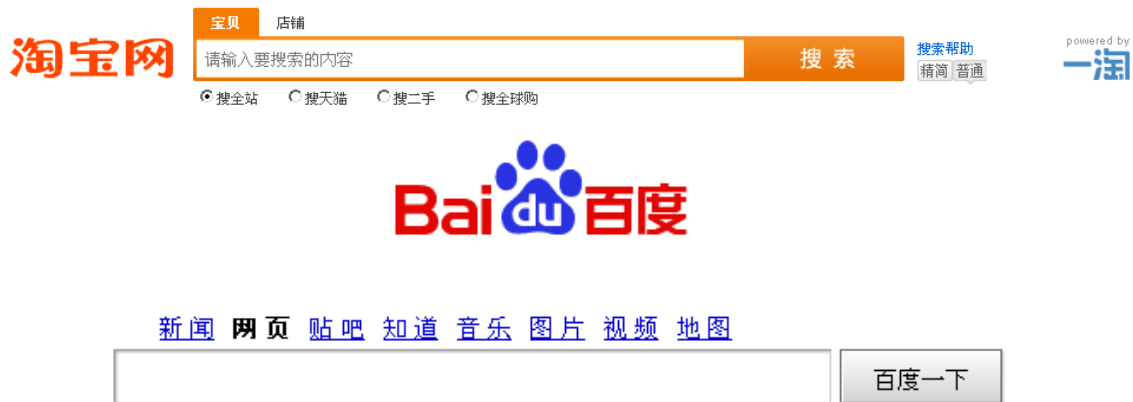 宝贝 店铺
淘宝网 请输入要搜索的内容 搜索 搜索帮助 powered by
精简 普通 一淘
搜全站 搜天猫 搜二手 搜全球购
Bai du 百度
新闻 网页 贴吧 知道 音乐 图片 视频 地图
百度一下